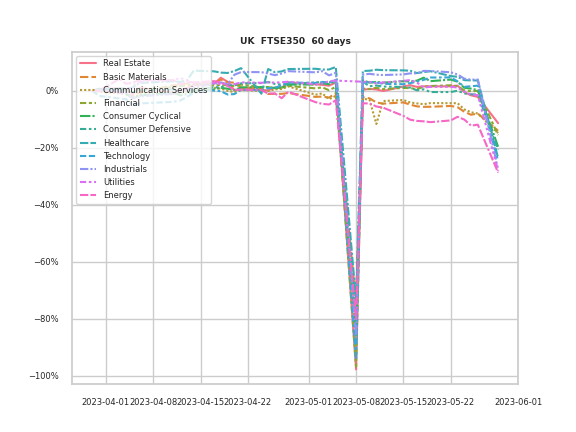 UK FTSE350 60 days
Real Estate
Basic Materials
Communication Services
Financial
Consumer Cyclical
Consumer Defensive
Healthcare
Technology
Industrials
Utilities
Energy
0%
−20%
−40%
−60%
−80%
−100%
2023-04-01 2023-04-08 2023-04-15 2023-04-22 2023-05-01 2023-05-08 2023-05-15 2023-05-22 2023-06-01